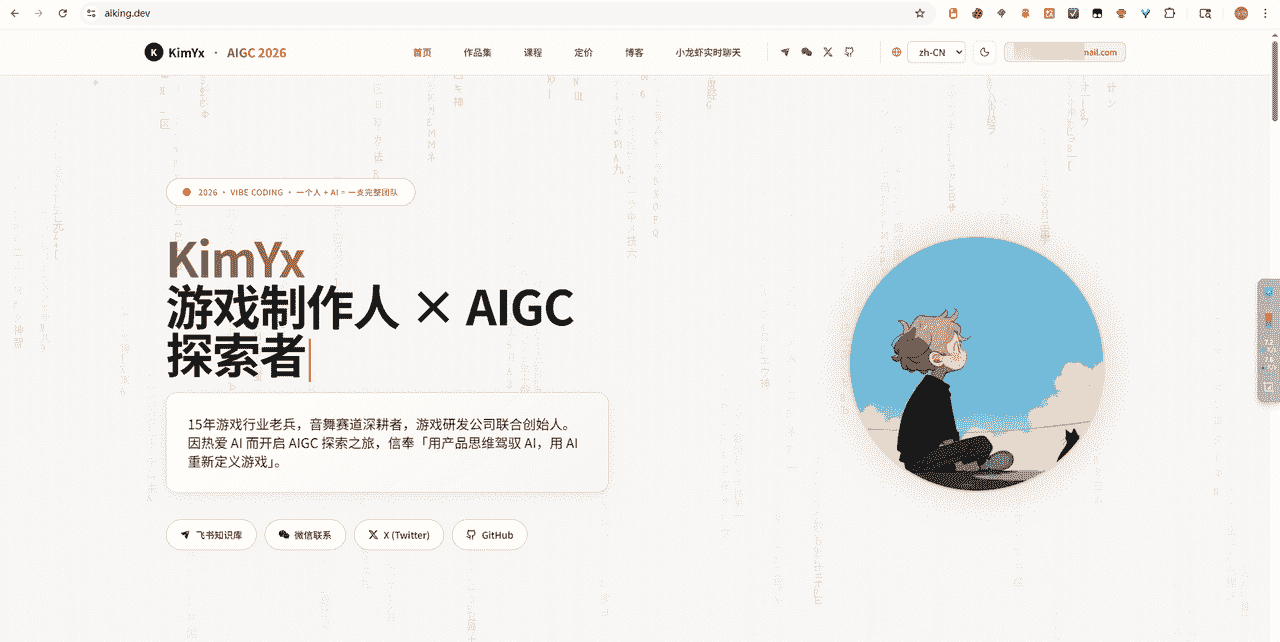 aiking.dev
K KimYx · AIGC 2026
首页 作品集 课程 定价 博客 小龙虾实时聊天
zh-CN
mail.com
2026 · VIBE CODING · 一个人 + AI = 一支完整团队
KimYx
游戏制作人 × AIGC
探索者
15年游戏行业老兵，音舞赛道深耕者，游戏研发公司联合创始人。
因热爱 AI 而开启 AIGC 探索之旅，信奉「用产品思维驾驭 AI，用 AI
重新定义游戏」。
飞书知识库 微信联系 X (Twitter) GitHub